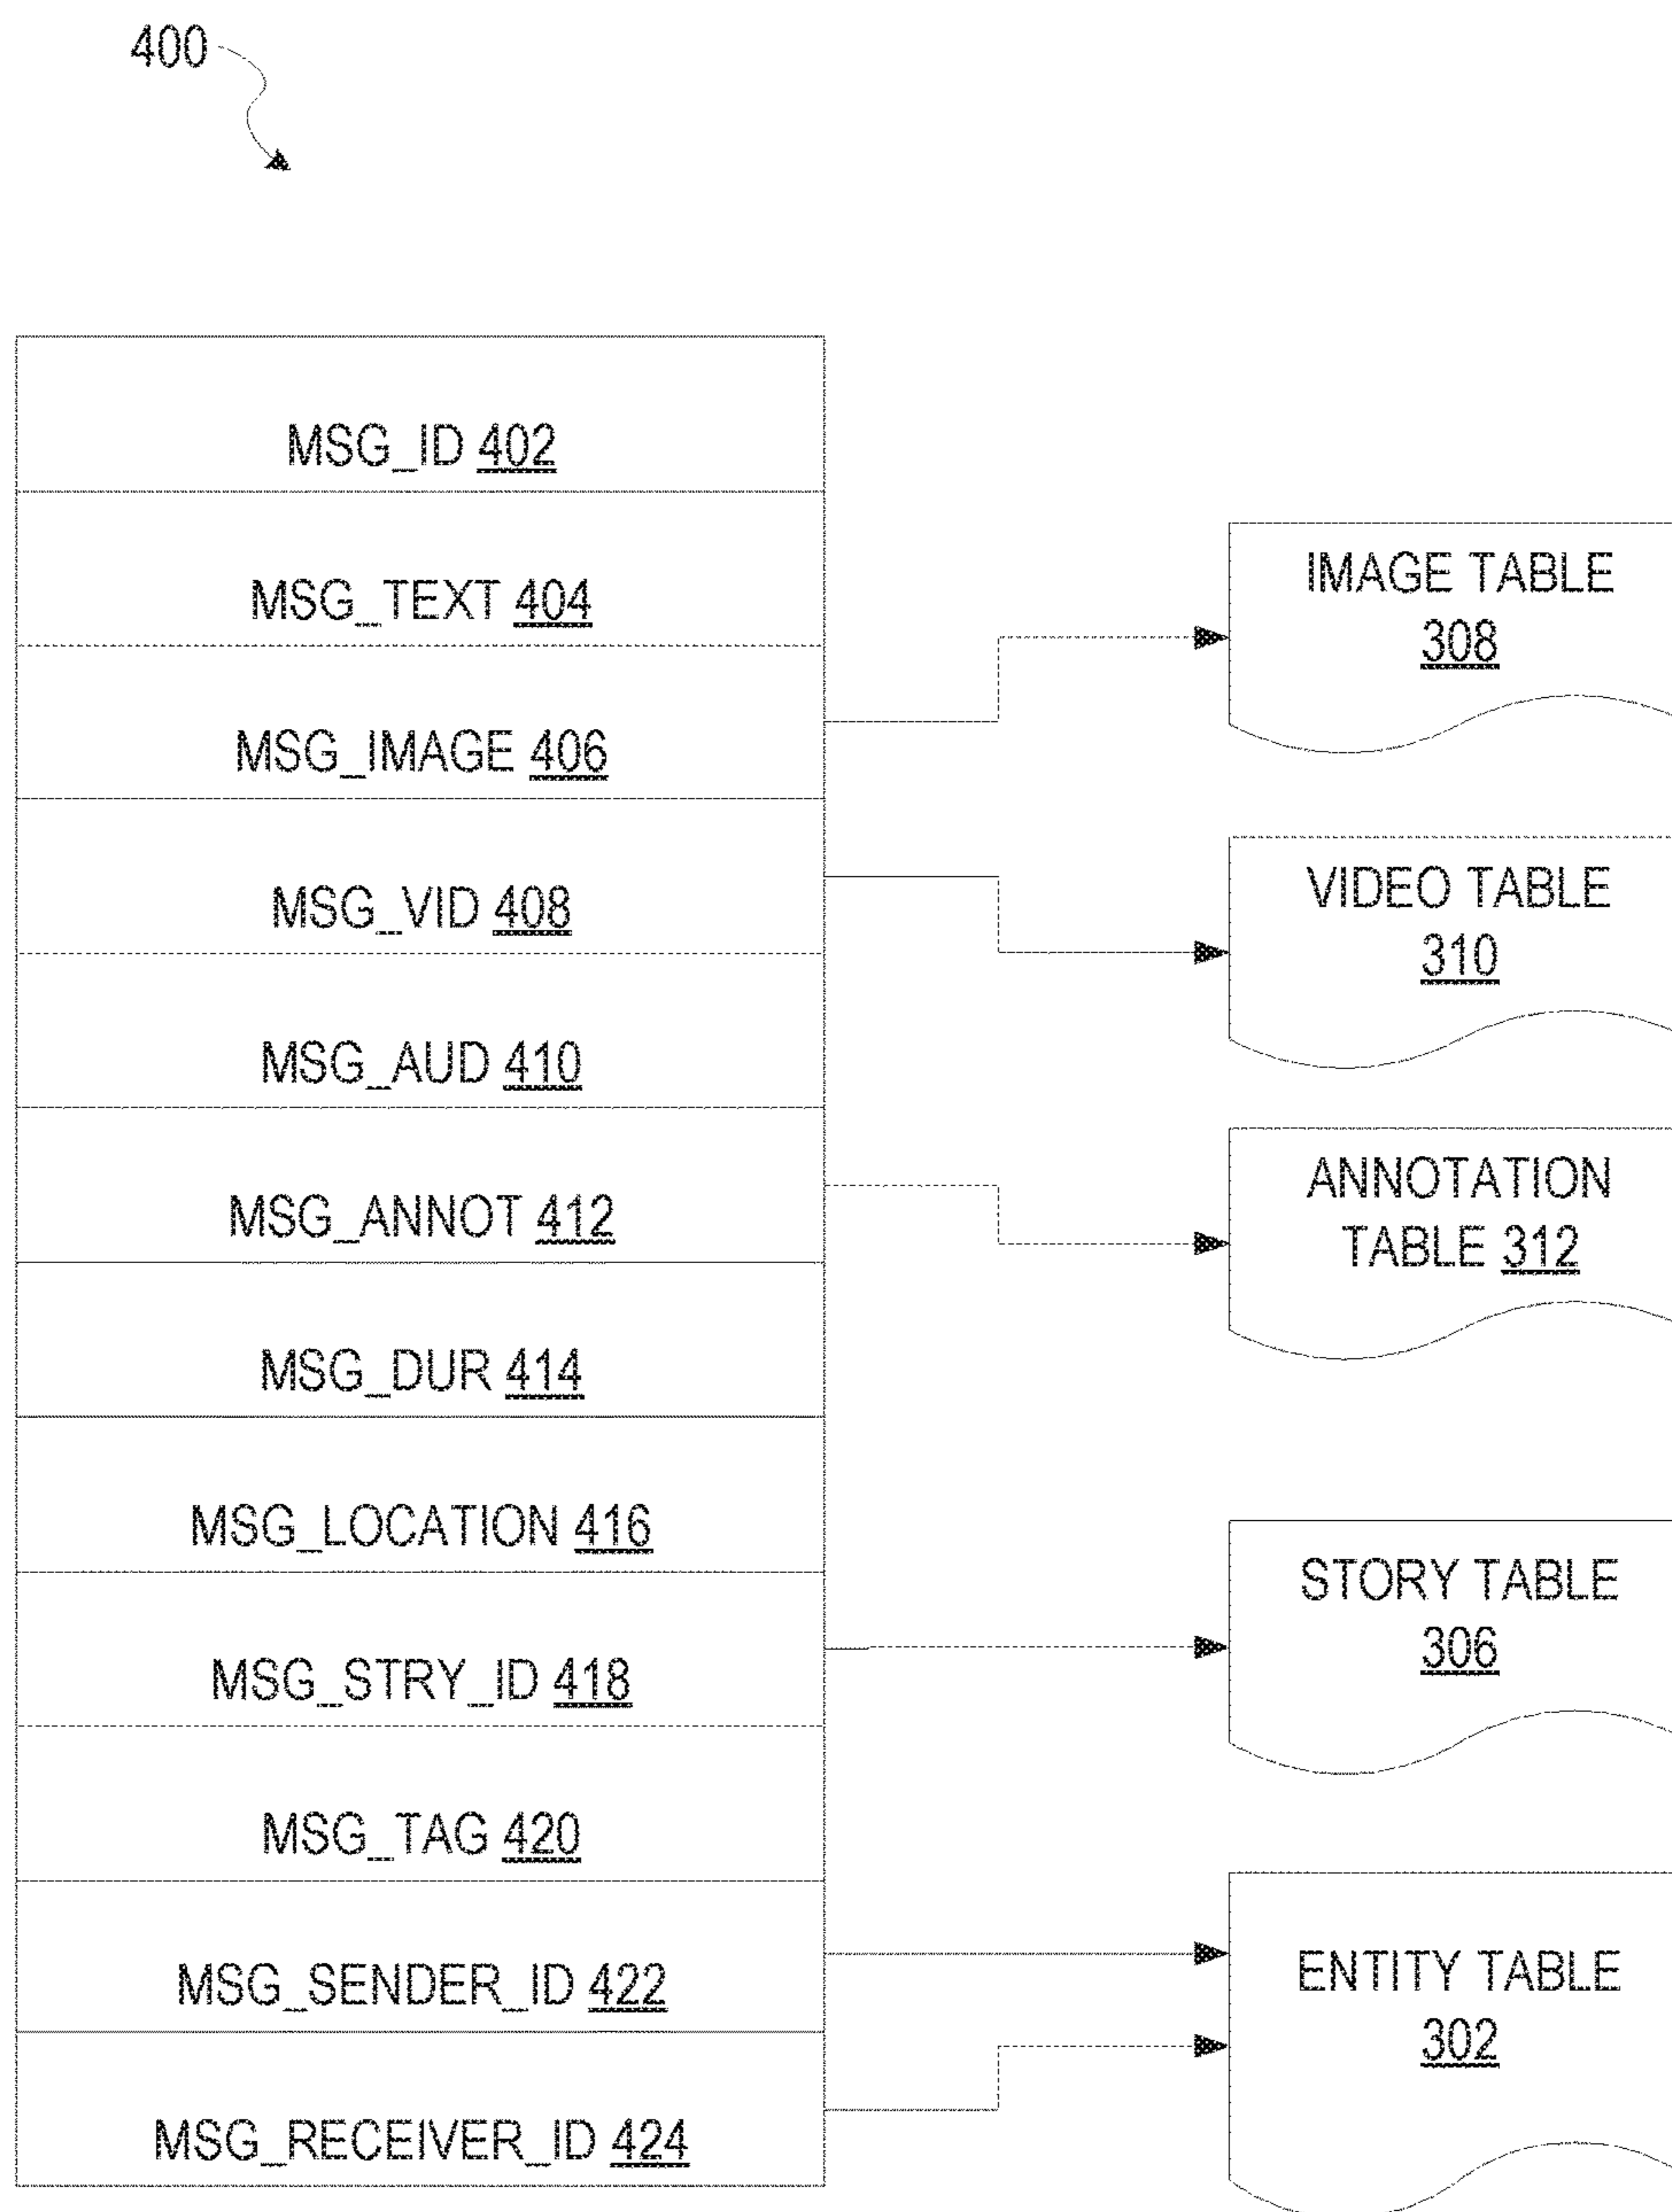 400
MSG_ID 402
MSG_TEXT 404
MSG_IMAGE 406
MSG_VID 408
MSG_AUD 410
MSG_ANNOT 412
MSG_DUR 414
MSG_LOCATION 416
MSG_STRY_ID 418
MSG_TAG 420
MSG_SENDER_ID 422
MSG_RECEIVER_ID 424
IMAGE TABLE
308
VIDEO TABLE
310
ANNOTATION
TABLE 312
STORY TABLE
306
ENTITY TABLE
302